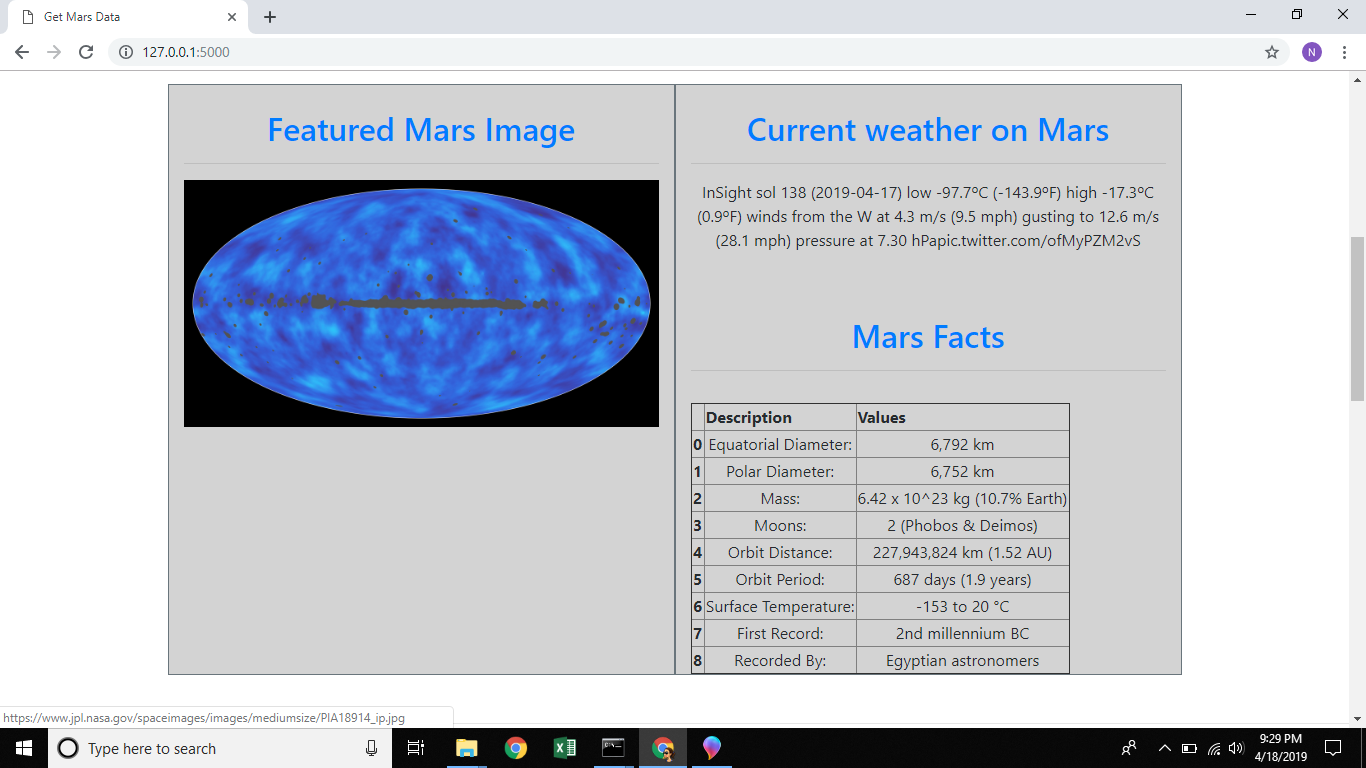 Get Mars Data
127.0.0.1:5000
N
Featured Mars Image
Current weather on Mars
InSight sol 138 (2019-04-17) low -97.7ºC (-143.9ºF) high -17.3ºC
(0.9ºF) winds from the W at 4.3 m/s (9.5 mph) gusting to 12.6 m/s
(28.1 mph) pressure at 7.30 hPapic.twitter.com/ofMyPZM2vS
Mars Facts
Description Values
0 Equatorial Diameter: 6,792 km
1 Polar Diameter: 6,752 km
2 Mass: 6.42 x 10^23 kg (10.7% Earth)
3 Moons: 2 (Phobos & Deimos)
4 Orbit Distance: 227,943,824 km (1.52 AU)
5 Orbit Period: 687 days (1.9 years)
6 Surface Temperature: -153 to 20 °C
7 First Record: 2nd millennium BC
8 Recorded By: Egyptian astronomers
https://www.jpl.nasa.gov/spaceimages/images/mediumsize/PIA18914_ip.jpg
Type here to search
9:29 PM
4/18/2019